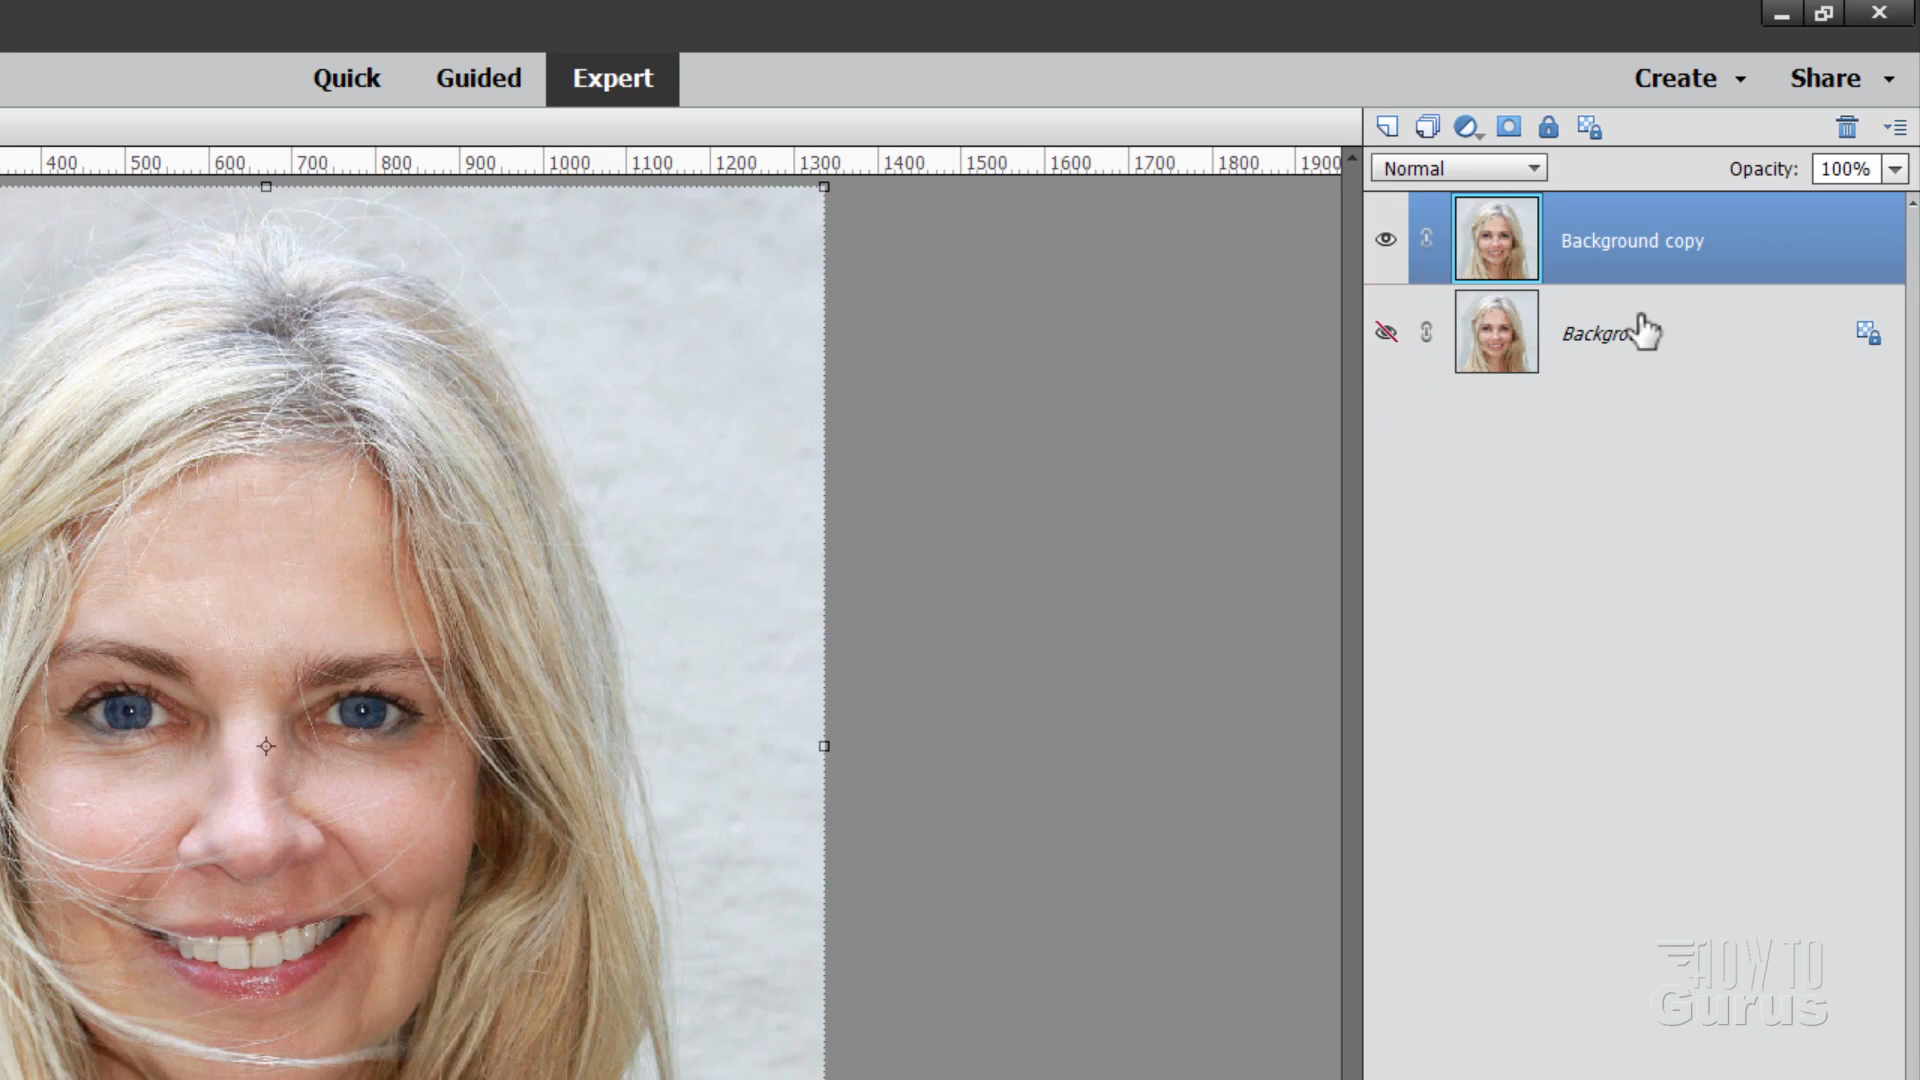 Quick Guided Expert Create Share
400 500 600 700 800 900 1000 1100 1200 1300 1400 1500 1600 1700 1800 1900
Normal Opacity: 100%
Background copy
Backgro
HOW TO
Gurus